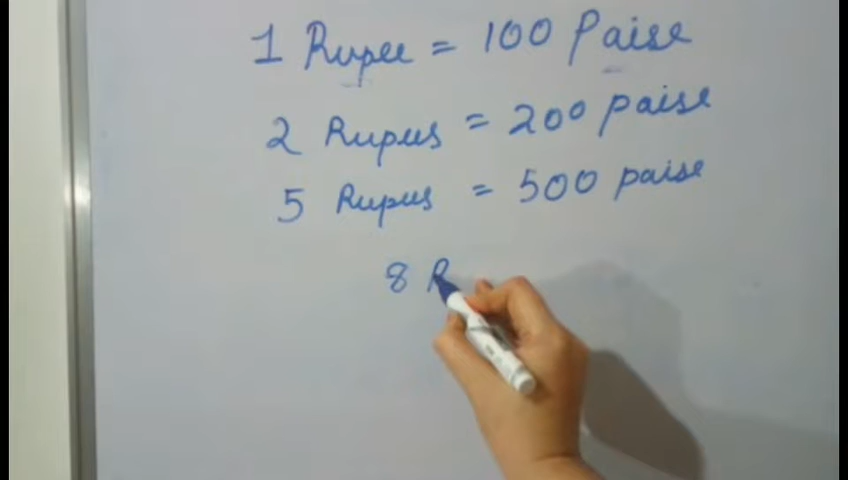 1 Rupee = 100 Paise
2 Rupees = 200 paise
5 Rupees = 500 paise
8 R